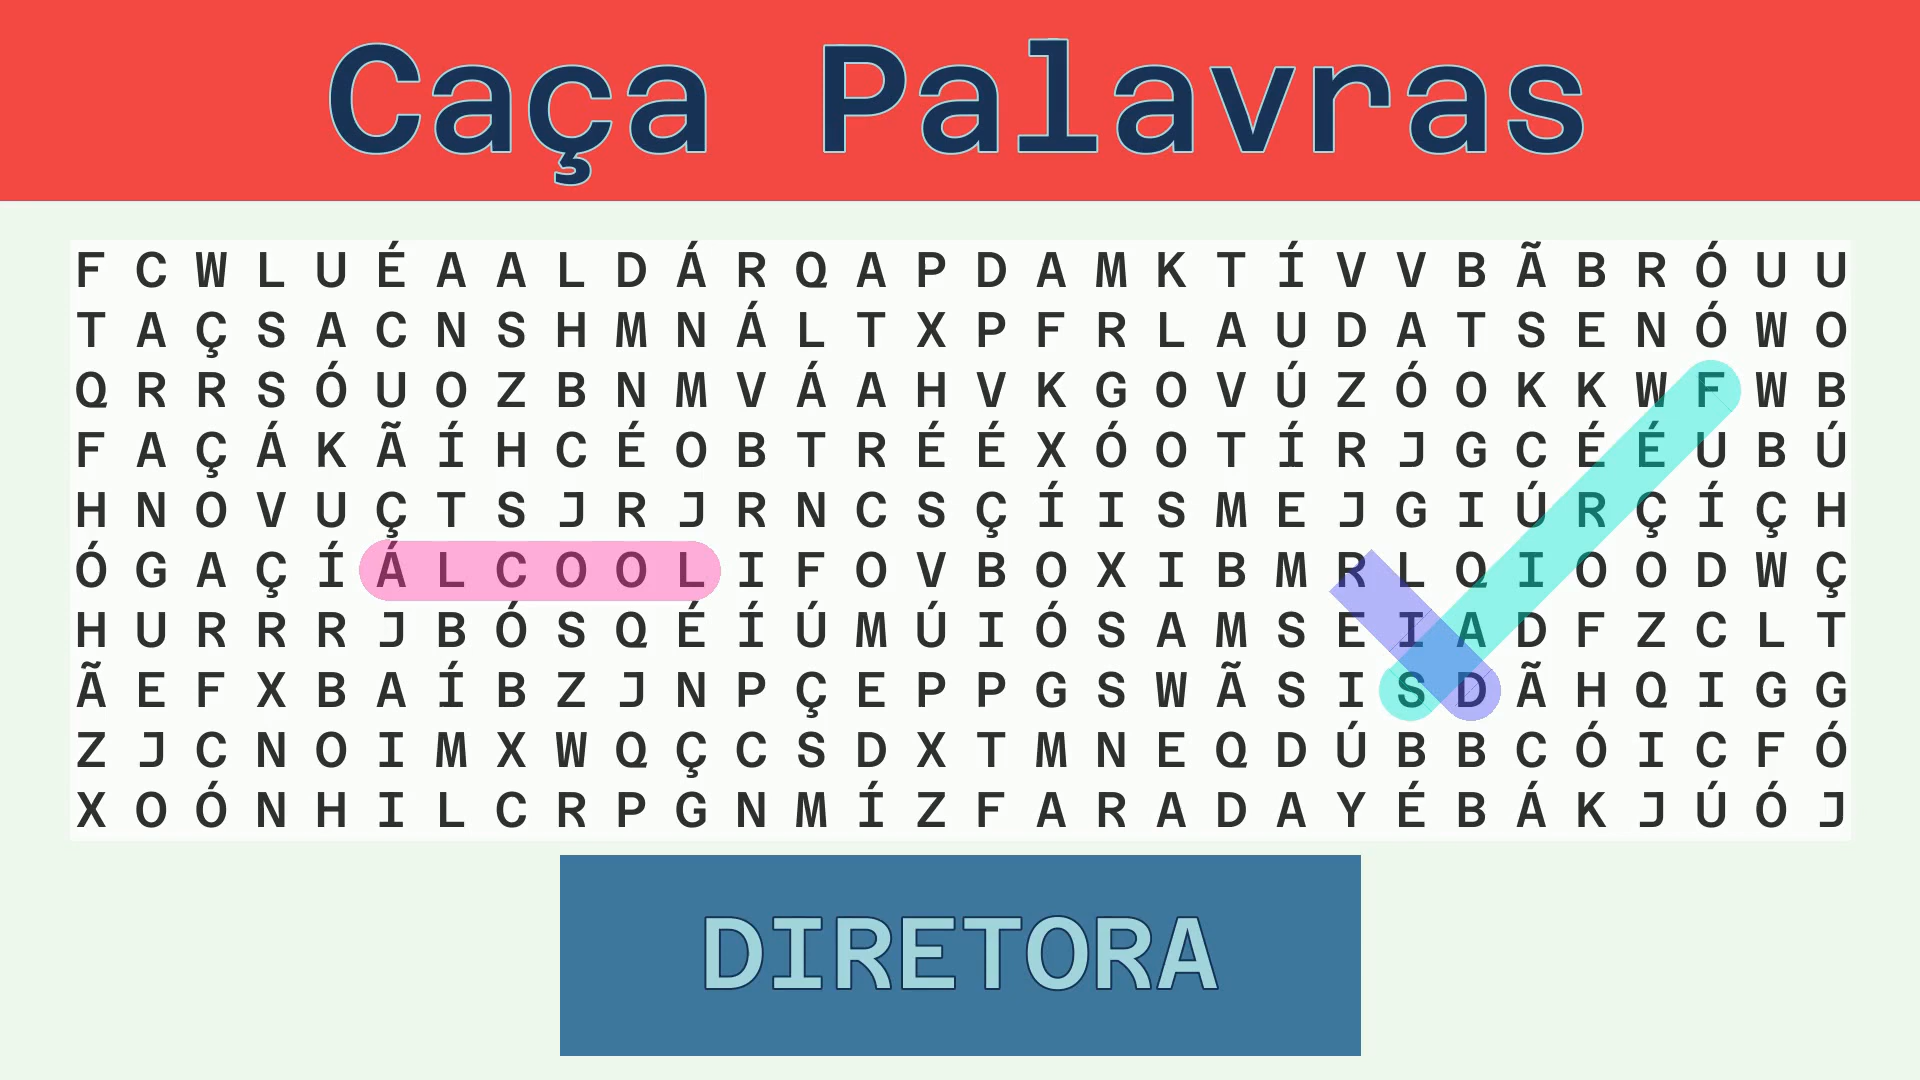 Caça Palavras
F C W L U É A A L D Á R Q A P D A M K T Í V V B Ã B R Ó U U
T A Ç S A C N S H M N Á L T X P F R L A U D A T S E N Ó W O
Q R R S Ó U O Z B N M V Á A H V K G O V Ú Z Ó O K K W F W B
F A Ç Á K Ã Í H C É O B T R É É X Ó O T Í R J G C É É U B Ú
H N O V U Ç T S J R J R N C S Ç Í I S M E J G I Ú R Ç Í Ç H
Ó G A Ç Í Á L C O O L I F O V B O X I B M R L Q I O O D W Ç
H U R R R J B Ó S Q É Í Ú M Ú I Ó S A M S E I A D F Z C L T
Ã E F X B A Í B Z J N P Ç E P P G S W Ã S I S D Ã H Q I G G
Z J C N O I M X W Q Ç C S D X T M N E Q D Ú B B C Ó I C F Ó
X O Ó N H I L C R P G N M Í Z F A R A D A Y É B Á K J Ú Ó J
DIRETORA